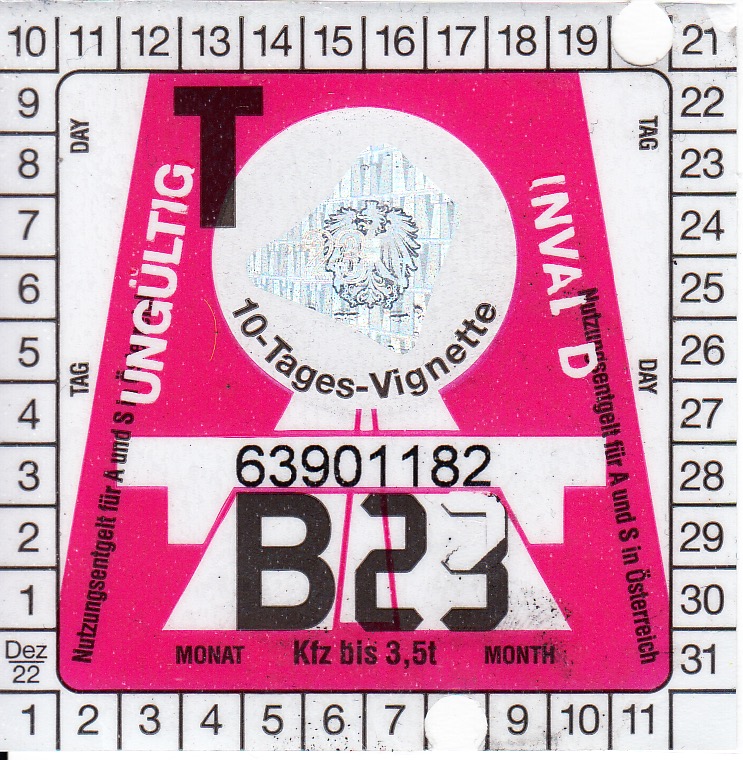 10 11 12 13 14 15 16 17 18 19 21
9 22
8 23
7 24
6 25
5 26
4 27
3 28
2 29
1 30
Dez
22
31
1 2 3 4 5 6 7 9 10 11
DAY
TAG
T
UNGÜLTIG
INVAL D
10-Tages-Vignette
TAG
DAY
Nutzungsentgelt für A und S in
Nutzungsentgelt für A und S in Österreich
63901182
B23
MONAT Kfz bis 3,5t MONTH